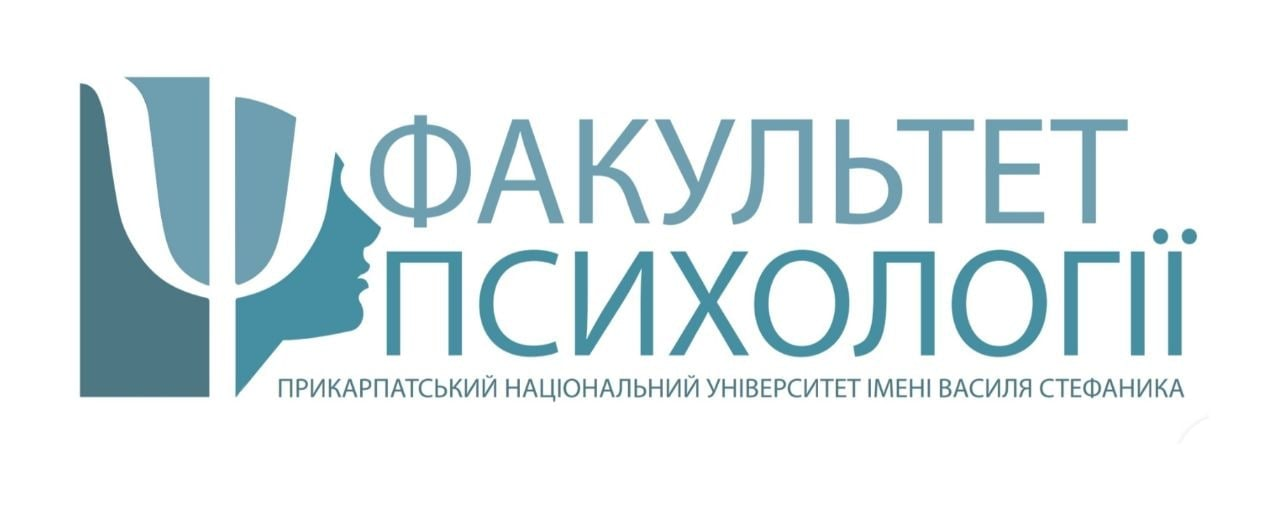 ФАКУЛЬТЕТ
ПСИХОЛОГІЇ
ПРИКАРПАТСЬКИЙ НАЦІОНАЛЬНИЙ УНІВЕРСИТЕТ ІМЕНІ ВАСИЛЯ СТЕФАНИКА